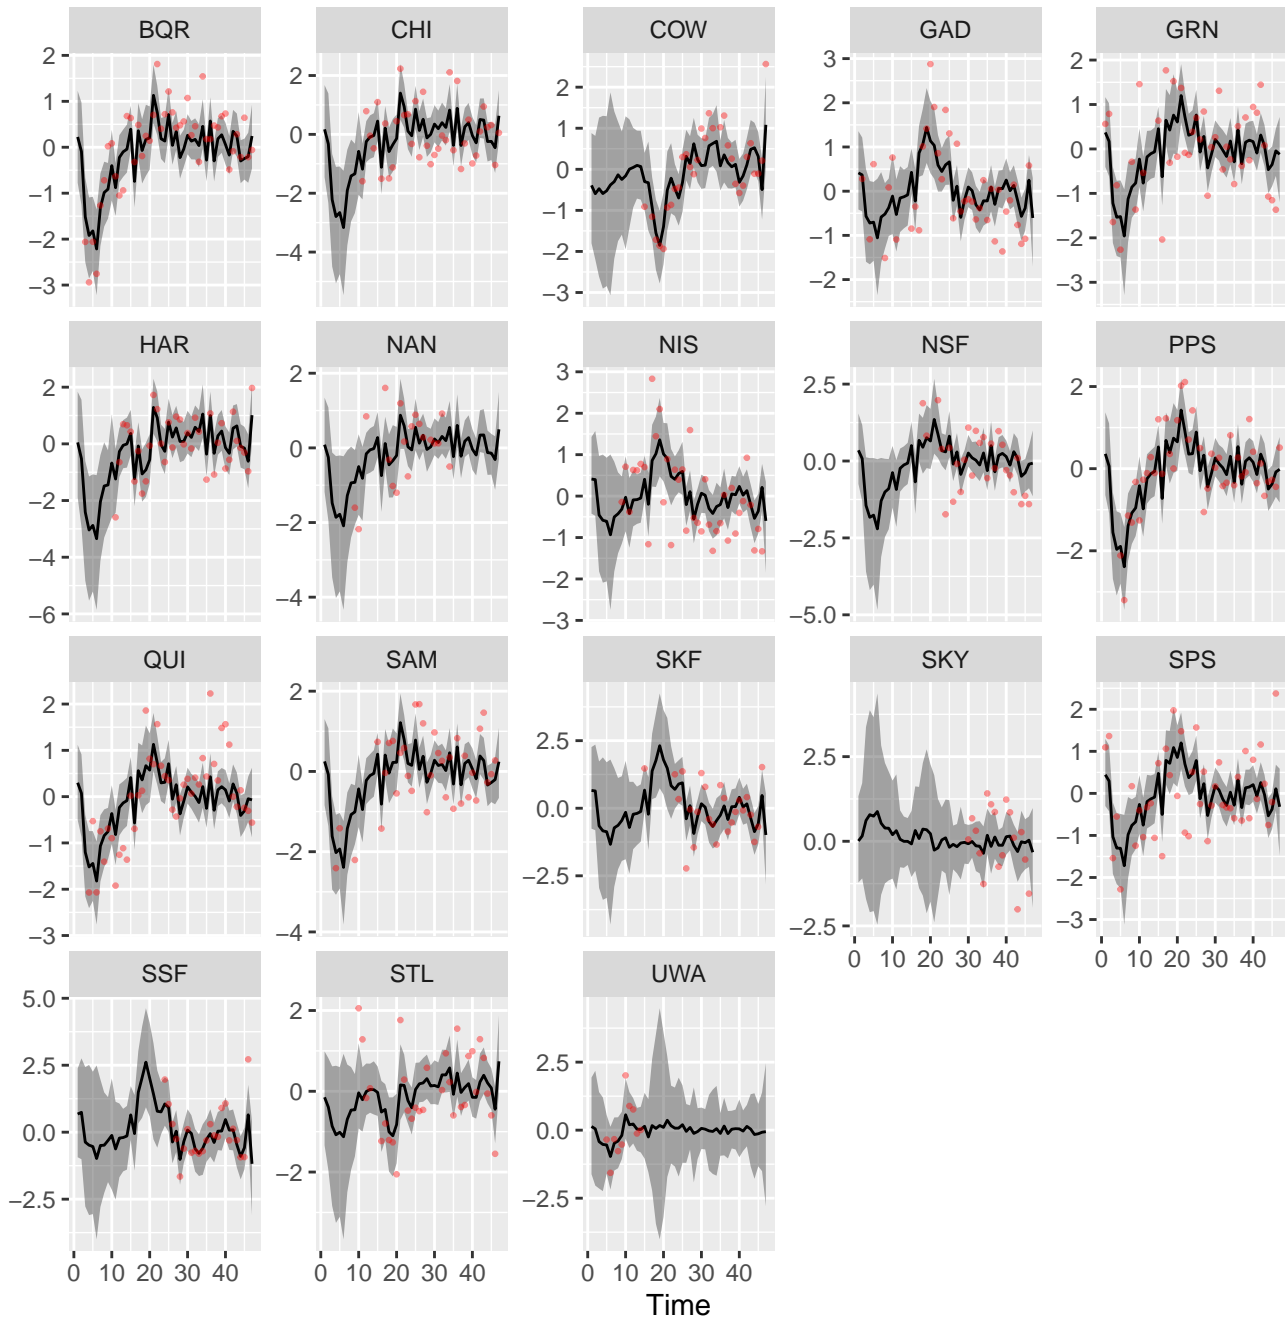 BQR CHI COW GAD GRN
2 1 0 −1 −2 −3
2 0 −2 −4
2 1 0 −1 −2 −3
3 2 1 0 −1 −2
2 1 0 −1 −2 −3
HAR NAN NIS NSF PPS
2 0 −2 −4 −6
2 0 −2 −4
3 2 1 0 −1 −2 −3
2.5 0.0 −2.5 −5.0
2 0 −2
QUI SAM SKF SKY SPS
2 1 0 −1 −2 −3
2 0 −2 −4
2.5 0.0 −2.5
2.5 0.0 −2.5
2 1 0 −1 −2 −3
0 10 20 30 40
0 10 20 30 40
SSF STL UWA
5.0 2.5 0.0 −2.5
2 0 −2
2.5 0.0 −2.5
0 10 20 30 40
0 10 20 30 40
0 10 20 30 40
Time